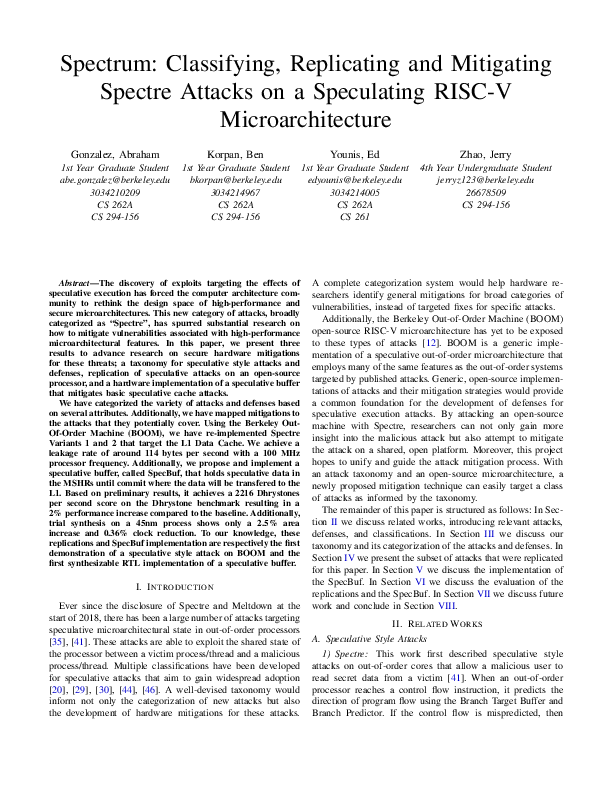 Spectrum: Classifying, Replicating and Mitigating
Spectre Attacks on a Speculating RISC-V
Microarchitecture
Gonzalez, Abraham
1st Year Graduate Student
abe.gonzalez@berkeley.edu
3034210209
CS 262A
CS 294-156
Korpan, Ben
1st Year Graduate Student
bkorpan@berkeley.edu
3034214967
CS 262A
CS 294-156
Younis, Ed
1st Year Graduate Student
edyounis@berkeley.edu
3034214005
CS 262A
CS 261
Zhao, Jerry
4th Year Undergraduate Student
jerryz123@berkeley.edu
26678509
CS 294-156
Abstract—The discovery of exploits targeting the effects of
speculative execution has forced the computer architecture com-
munity to rethink the design space of high-performance and
secure microarchitectures. This new category of attacks, broadly
categorized as “Spectre”, has spurred substantial research on
how to mitigate vulnerabilities associated with high-performance
microarchitectural features. In this paper, we present three
results to advance research on secure hardware mitigations
for these threats; a taxonomy for speculative style attacks and
defenses, replication of speculative attacks on an open-source
processor, and a hardware implementation of a speculative buffer
that mitigates basic speculative cache attacks.
We have categorized the variety of attacks and defenses based
on several attributes. Additionally, we have mapped mitigations to
the attacks that they potentially cover. Using the Berkeley Out-
Of-Order Machine (BOOM), we have re-implemented Spectre
Variants 1 and 2 that target the L1 Data Cache. We achieve a
leakage rate of around 114 bytes per second with a 100 MHz
processor frequency. Additionally, we propose and implement a
speculative buffer, called SpecBuf, that holds speculative data in
the MSHRs until commit where the data will be transfered to the
L1. Based on preliminary results, it achieves a 2216 Dhrystones
per second score on the Dhrystone benchmark resulting in a
2% performance increase compared to the baseline. Additionally,
trial synthesis on a 45nm process shows only a 2.5% area
increase and 0.36% clock reduction. To our knowledge, these
replications and SpecBuf implementation are respectively the first
demonstration of a speculative style attack on BOOM and the
first synthesizable RTL implementation of a speculative buffer.
I. INTRODUCTION
Ever since the disclosure of Spectre and Meltdown at the
start of 2018, there has been a large number of attacks targeting
speculative microarchitectural state in out-of-order processors
[35], [41]. These attacks are able to exploit the shared state of
the processor between a victim process/thread and a malicious
process/thread. Multiple classifications have been developed
for speculative attacks that aim to gain widespread adoption
[20], [29], [30], [44], [46]. A well-devised taxonomy would
inform not only the categorization of new attacks but also
the development of hardware mitigations for these attacks.
A complete categorization system would help hardware re-
searchers identify general mitigations for broad categories of
vulnerabilities, instead of targeted fixes for specific attacks.
Additionally, the Berkeley Out-of-Order Machine (BOOM)
open-source RISC-V microarchitecture has yet to be exposed
to these types of attacks [12]. BOOM is a generic imple-
mentation of a speculative out-of-order microarchitecture that
employs many of the same features as the out-of-order systems
targeted by published attacks. Generic, open-source implemen-
tations of attacks and their mitigation strategies would provide
a common foundation for the development of defenses for
speculative execution attacks. By attacking an open-source
machine with Spectre, researchers can not only gain more
insight into the malicious attack but also attempt to mitigate
the attack on a shared, open platform. Moreover, this project
hopes to unify and guide the attack mitigation process. With
an attack taxonomy and an open-source microarchitecture, a
newly proposed mitigation technique can easily target a class
of attacks as informed by the taxonomy.
The remainder of this paper is structured as follows: In Sec-
tion II we discuss related works, introducing relevant attacks,
defenses, and classifications. In Section III we discuss our
taxonomy and its categorization of the attacks and defenses. In
Section IV we present the subset of attacks that were replicated
for this paper. In Section V we discuss the implementation of
the SpecBuf. In Section VI we discuss the evaluation of the
replications and the SpecBuf. In Section VII we discuss future
work and conclude in Section VIII.
II. RELATED WORKS
A. Speculative Style Attacks
1) Spectre: This work first described speculative style
attacks on out-of-order cores that allow a malicious user to
read secret data from a victim [41]. When an out-of-order
processor reaches a control flow instruction, it predicts the
direction of program flow using the Branch Target Buffer and
Branch Predictor. If the control flow is mispredicted, then